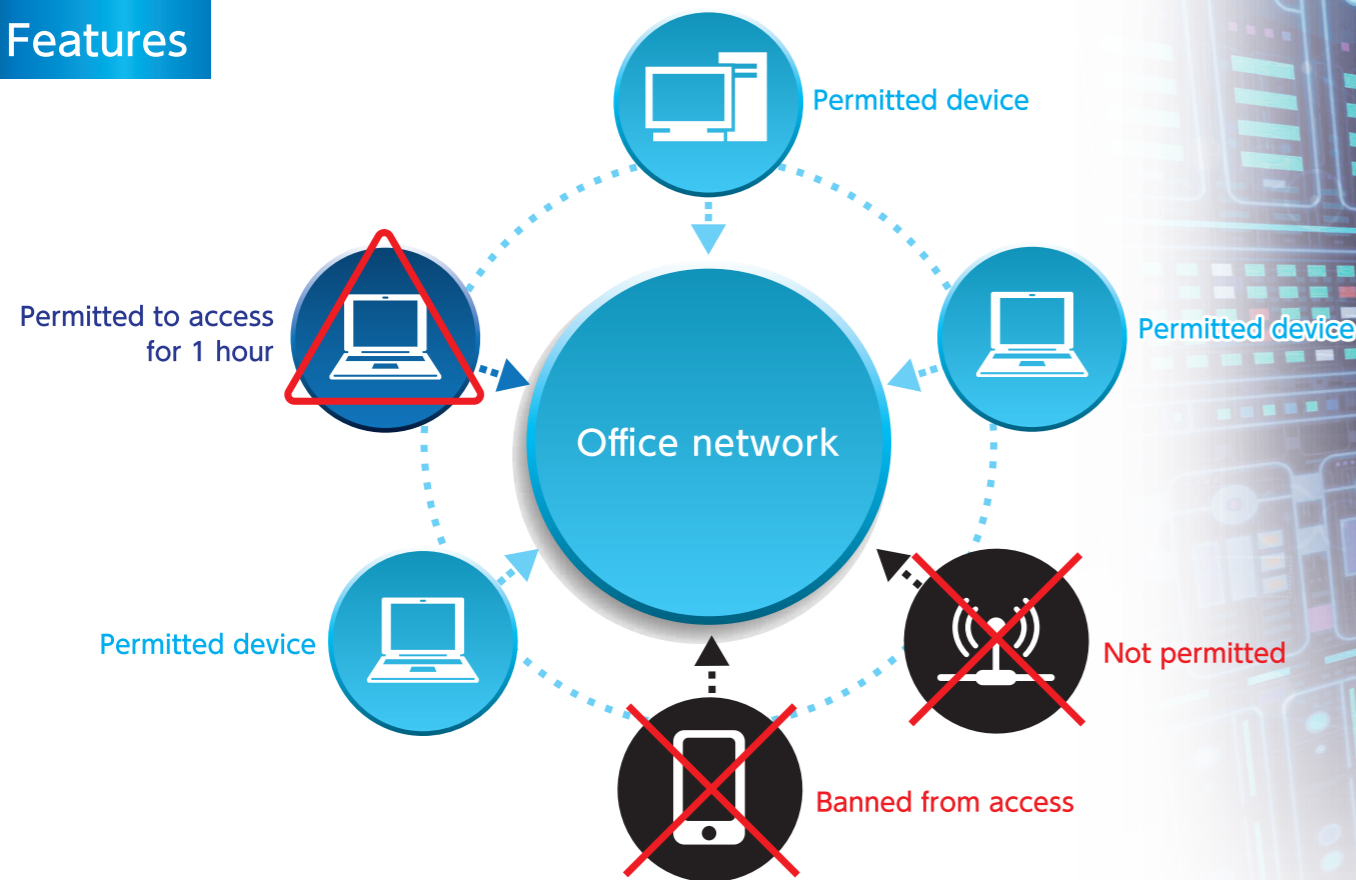 Features
Permitted device
Permitted to access
for 1 hour
Permitted device
Office network
Permitted device
Not permitted
Banned from access